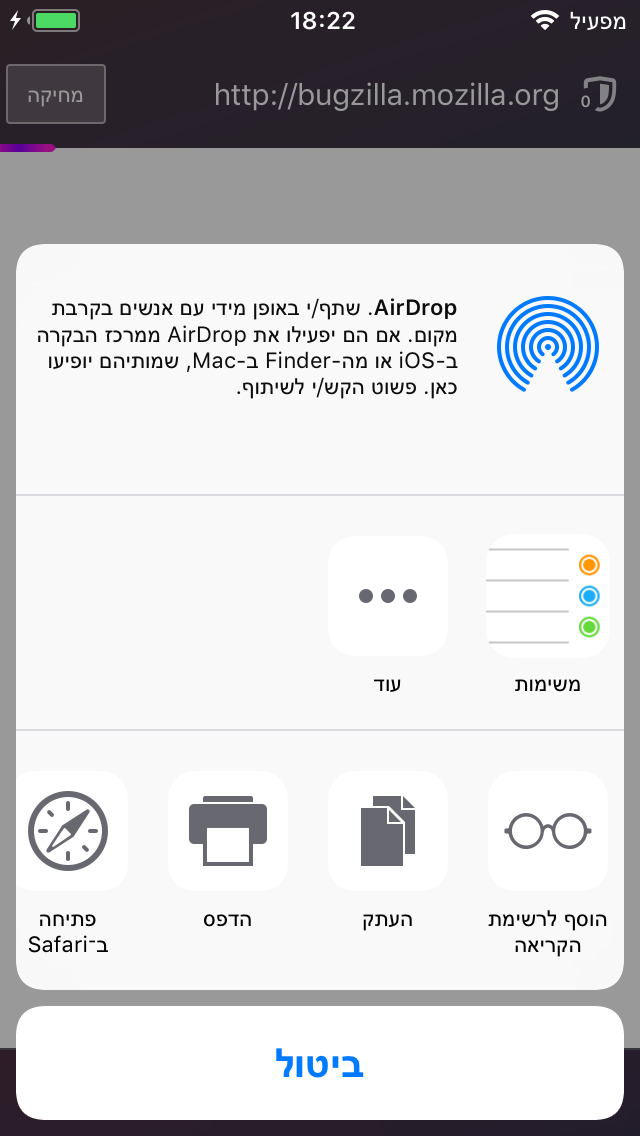 מפעיל
18:22
0
http://bugzilla.mozilla.org
מחיקה
AirDrop. שתף/י באופן מידי עם אנשים בקרבת
מקום. אם הם יפעילו את AirDrop ממרכז הבקרה
ב-iOS או מה-Finder ב-Mac, שמותיהם יופיעו
כאן. פשוט הקש/י לשיתוף.
משימות
עוד
הוסף לרשימת
הקריאה
העתק
הדפס
פתיחה
ב־Safari
ביטול